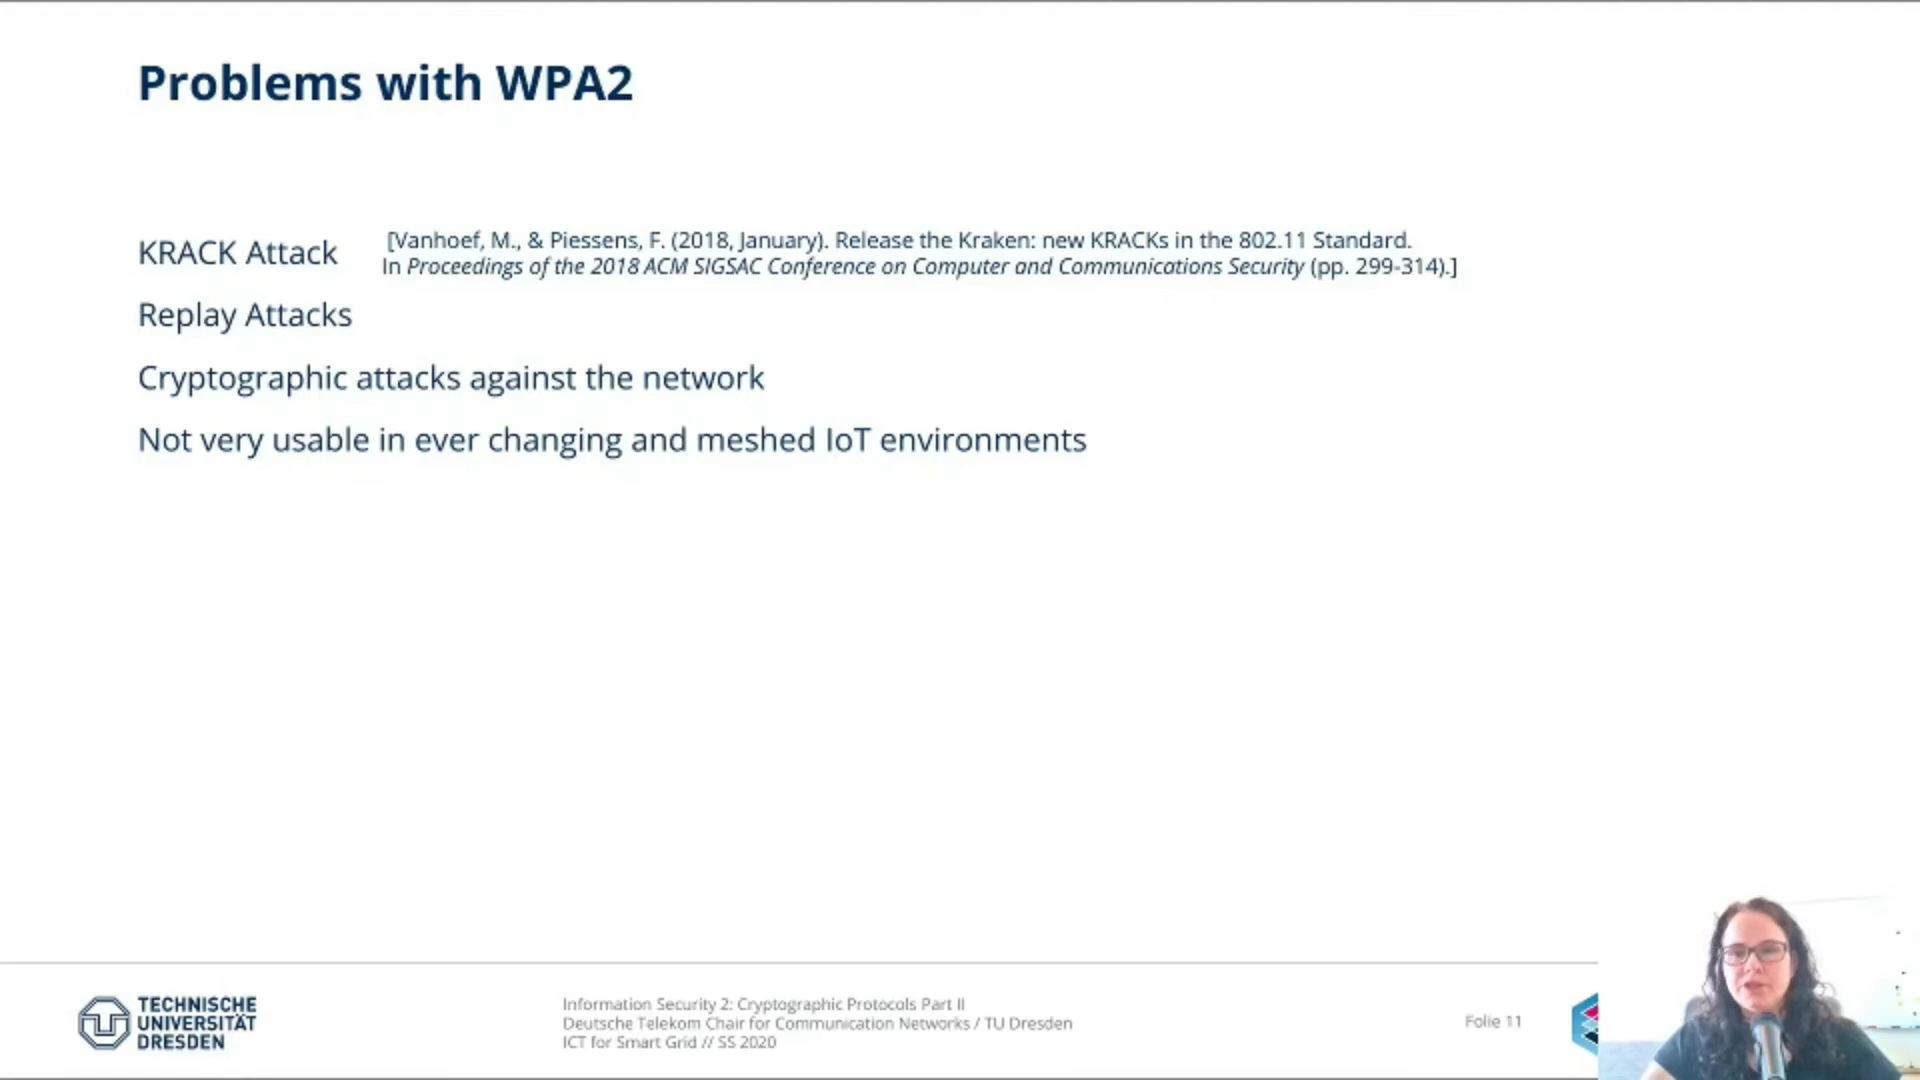 Problems with WPA2
KRACK Attack
[Vanhoef, M., & Piessens, F. (2018, January). Release the Kraken: new KRACKs in the 802.11 Standard.
In Proceedings of the 2018 ACM SIGSAC Conference on Computer and Communications Security (pp. 299-314).]
Replay Attacks
Cryptographic attacks against the network
Not very usable in ever changing and meshed IoT environments
TECHNISCHE
UNIVERSITÄT
DRESDEN
Information Security 2: Cryptographic Protocols Part II
Deutsche Telekom Chair for Communication Networks / TU Dresden
ICT for Smart Grid // SS 2020
Folie 11